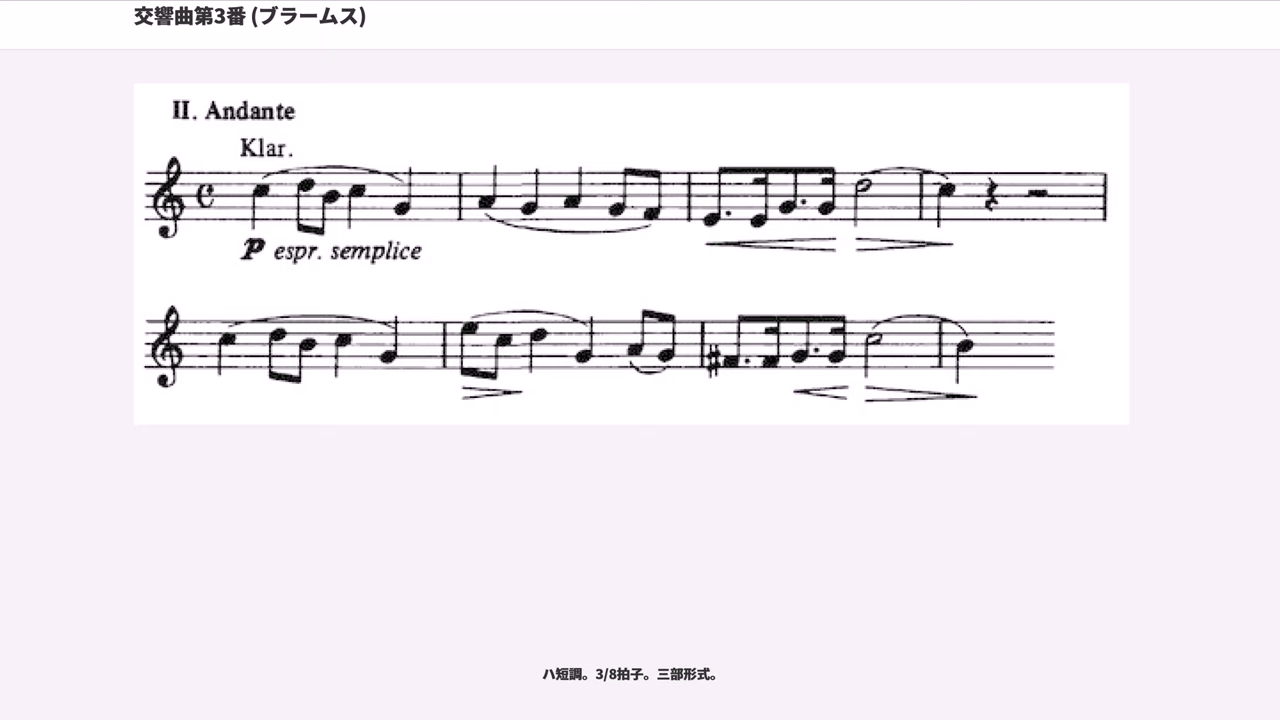 交響曲第3番 (ブラームス)
II. Andante
Klar.
p espr. semplice
ハ短調。3/8拍子。三部形式。